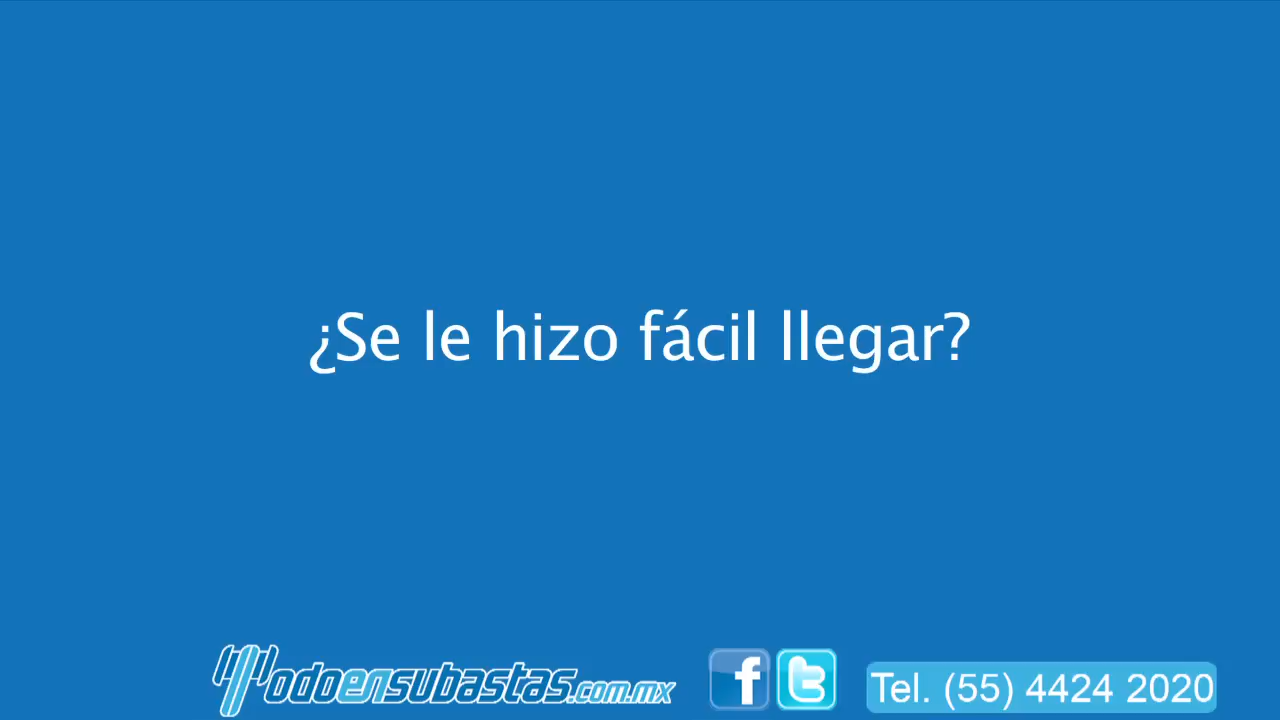 ¿Se le hizo fácil llegar?
Todoensubastas.com.mx
f t Tel. (55) 4424 2020